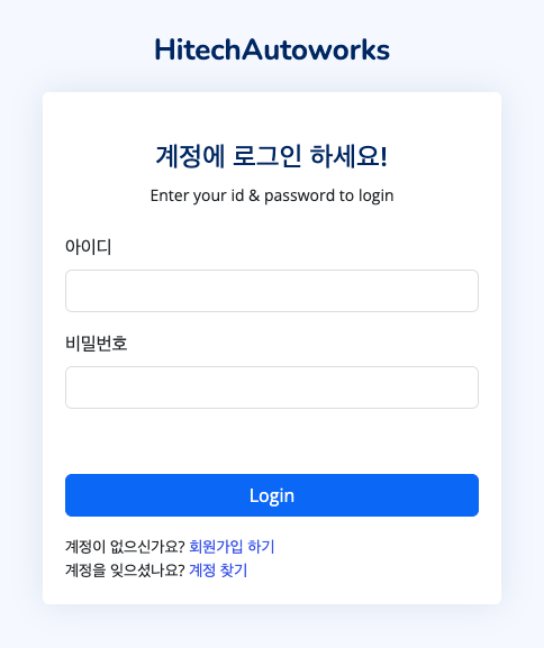 HitechAutoworks
계정에 로그인 하세요!
Enter your id & password to login
아이디
비밀번호
Login
계정이 없으신가요? 회원가입 하기
계정을 잊으셨나요? 계정 찾기